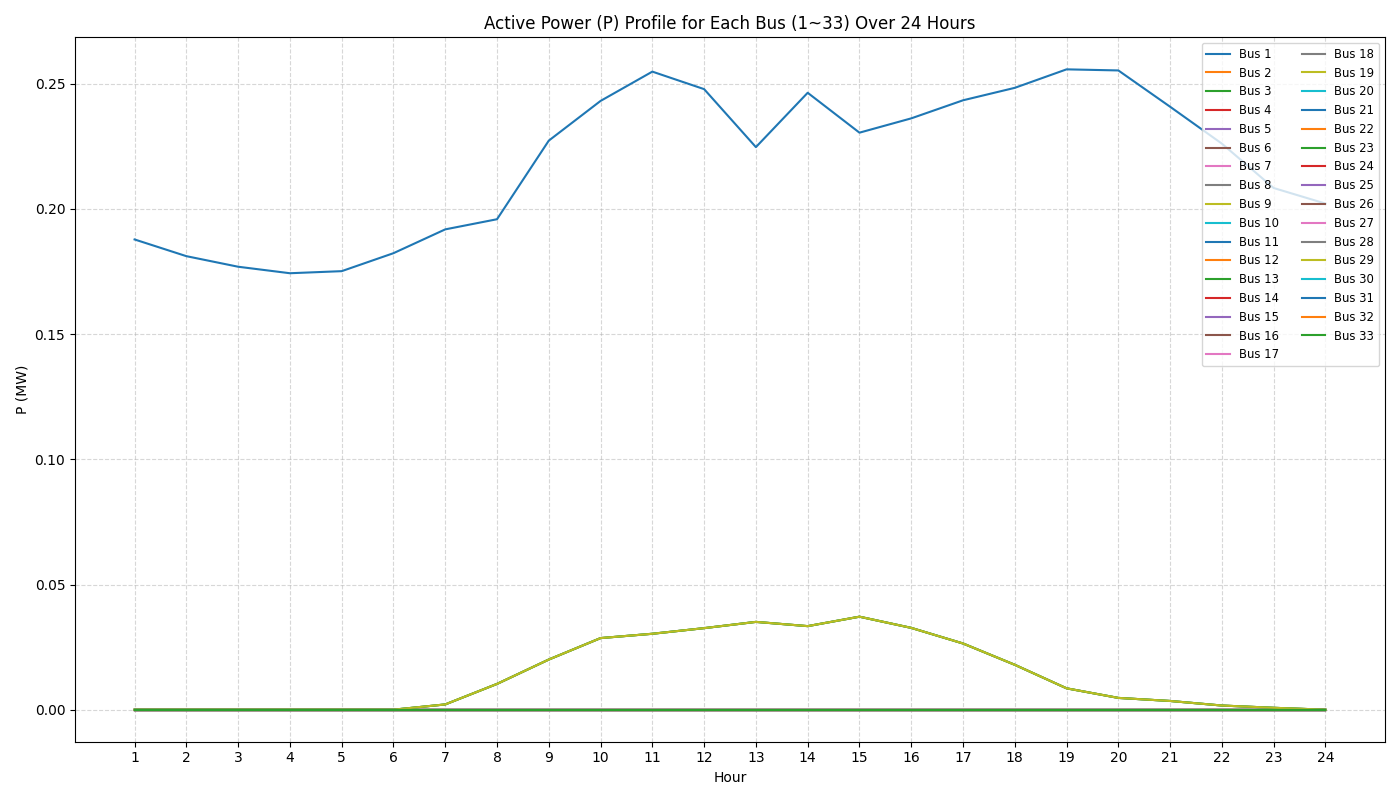 Active Power (P) Profile for Each Bus (1~33) Over 24 Hours
P (MW)
0.25
0.20
0.15
0.10
0.05
0.00
Bus 1
Bus 2
Bus 3
Bus 4
Bus 5
Bus 6
Bus 7
Bus 8
Bus 9
Bus 10
Bus 11
Bus 12
Bus 13
Bus 14
Bus 15
Bus 16
Bus 17
Bus 18
Bus 19
Bus 20
Bus 21
Bus 22
Bus 23
Bus 24
Bus 25
Bus 26
Bus 27
Bus 28
Bus 29
Bus 30
Bus 31
Bus 32
Bus 33
1 2 3 4 5 6 7 8 9 10 11 12 13 14 15 16 17 18 19 20 21 22 23 24
Hour